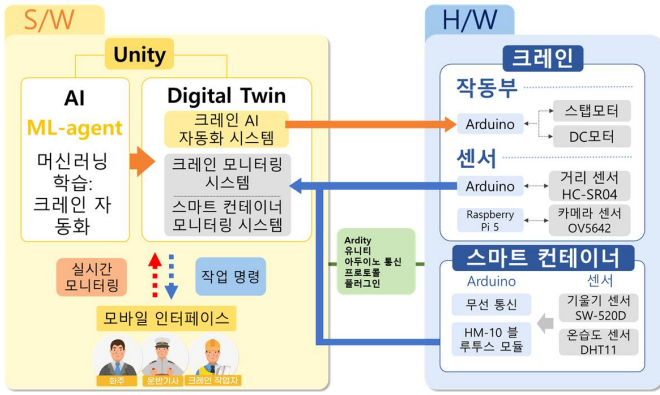 S/W
Unity
AI
ML-agent
머신러닝
학습:
크레인 자
동화
Digital Twin
크레인 AI
자동화 시스템
크레인 모니터링
시스템
스마트 컨테이너
모니터링 시스템
실시간
모니터링
작업 명령
모바일 인터페이스
화주
운반기사
크레인 작업자
Ardity
유니티
아두이노 통신
프로토콜
플러그인
H/W
크레인
작동부
Arduino
스탭모터
DC모터
센서
Arduino
거리 센서
HC-SR04
Raspberry
Pi 5
카메라 센서
OV5642
스마트 컨테이너
Arduino
센서
무선 통신
HM-10 블
루투스 모듈
기울기 센서
SW-520D
온습도 센서
DHT11